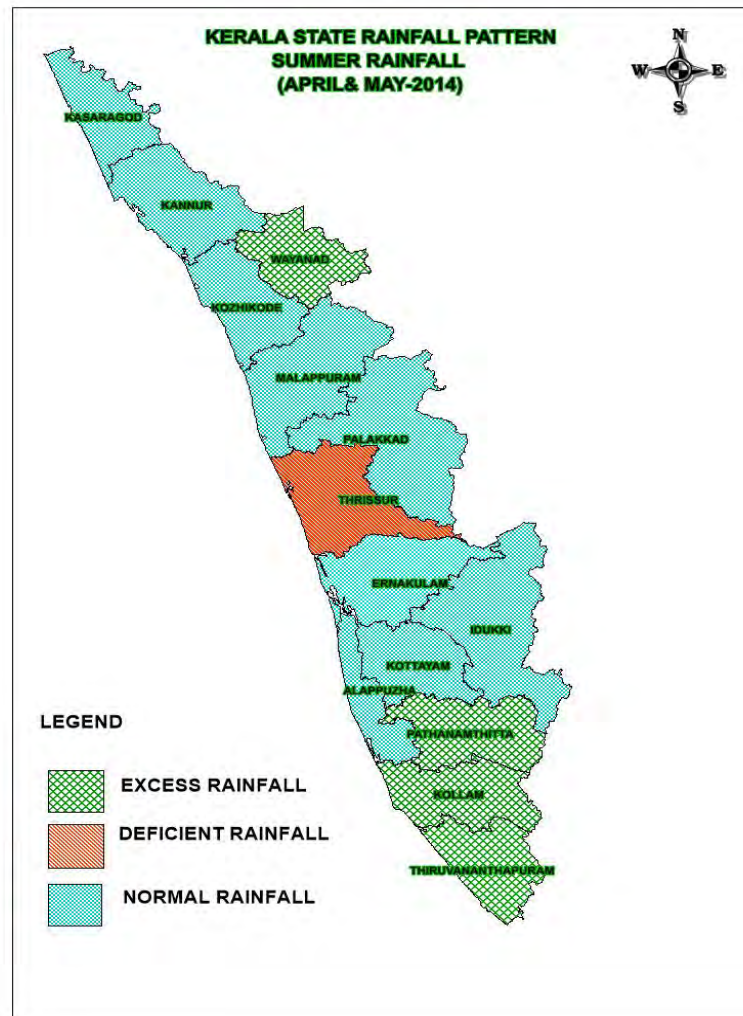 KERALA STATE RAINFALL PATTERN
SUMMER RAINFALL
(APRIL& MAY-2014)
N
W E
S
KASARAGOD
KANNUR
WAYANAD
KOZHIKODE
MALAPPURAM
PALAKKAD
THRISSUR
ERNAKULAM
IDUKKI
KOTTAYAM
ALAPPUZHA
PATHANAMTHITTA
KOLLAM
THIRUVANANTHAPURAM
LEGEND
EXCESS RAINFALL
DEFICIENT RAINFALL
NORMAL RAINFALL